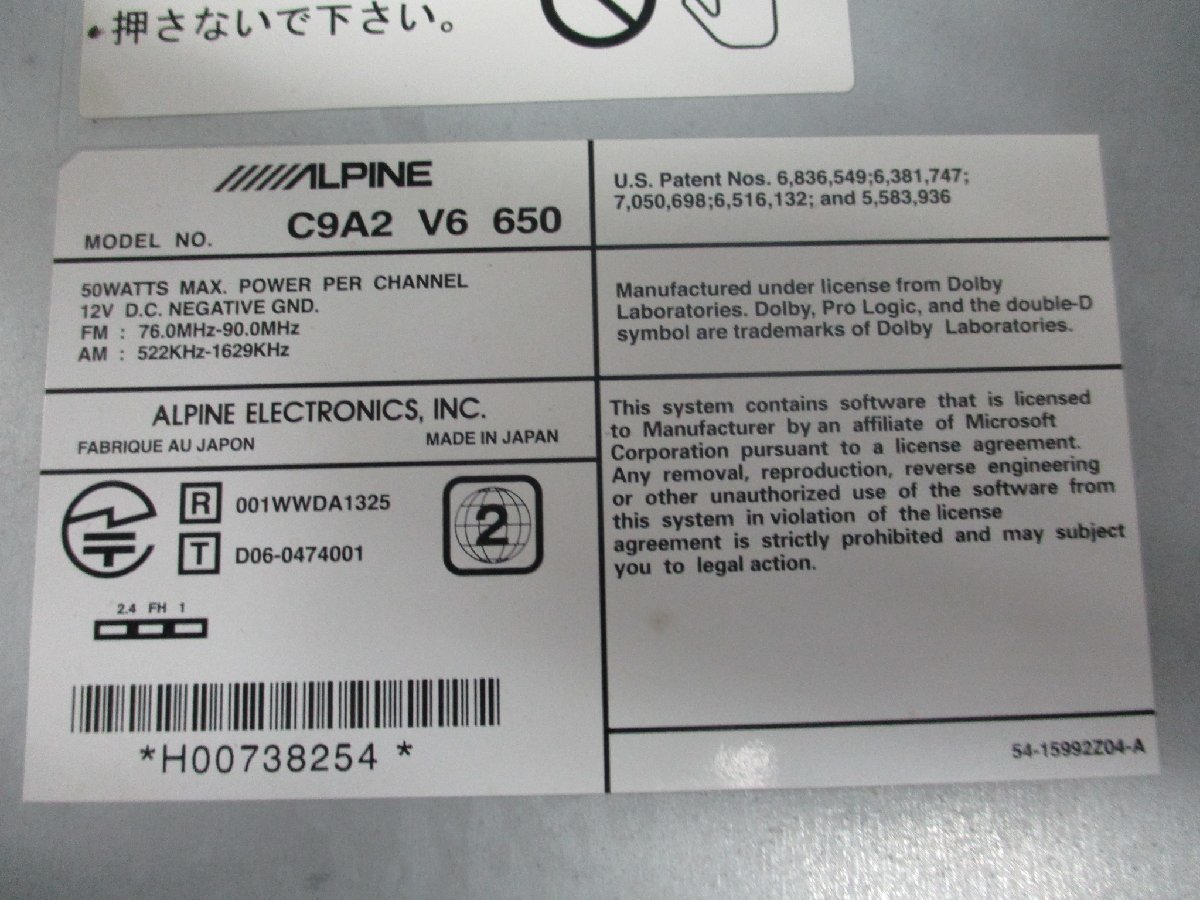 •押さないで下さい。
ALPINE
MODEL NO. C9A2 V6 650
50WATTS MAX. POWER PER CHANNEL
12V D.C. NEGATIVE GND.
FM : 76.0MHz-90.0MHz
AM : 522KHz-1629KHz
ALPINE ELECTRONICS, INC.
FABRIQUE AU JAPON MADE IN JAPAN
R 001WWDA1325
T D06-0474001
2
2.4 FH 1
*H00738254 *
U.S. Patent Nos. 6,836,549;6,381,747;
7,050,698;6,516,132; and 5,583,936
Manufactured under license from Dolby
Laboratories. Dolby, Pro Logic, and the double-D
symbol are trademarks of Dolby Laboratories.
This system contains software that is licensed
to Manufacturer by an affiliate of Microsoft
Corporation pursuant to a license agreement.
Any removal, reproduction, reverse engineering
or other unauthorized use of the software from
this system in violation of the license
agreement is strictly prohibited and may subject
you to legal action.
54-15992Z04-A